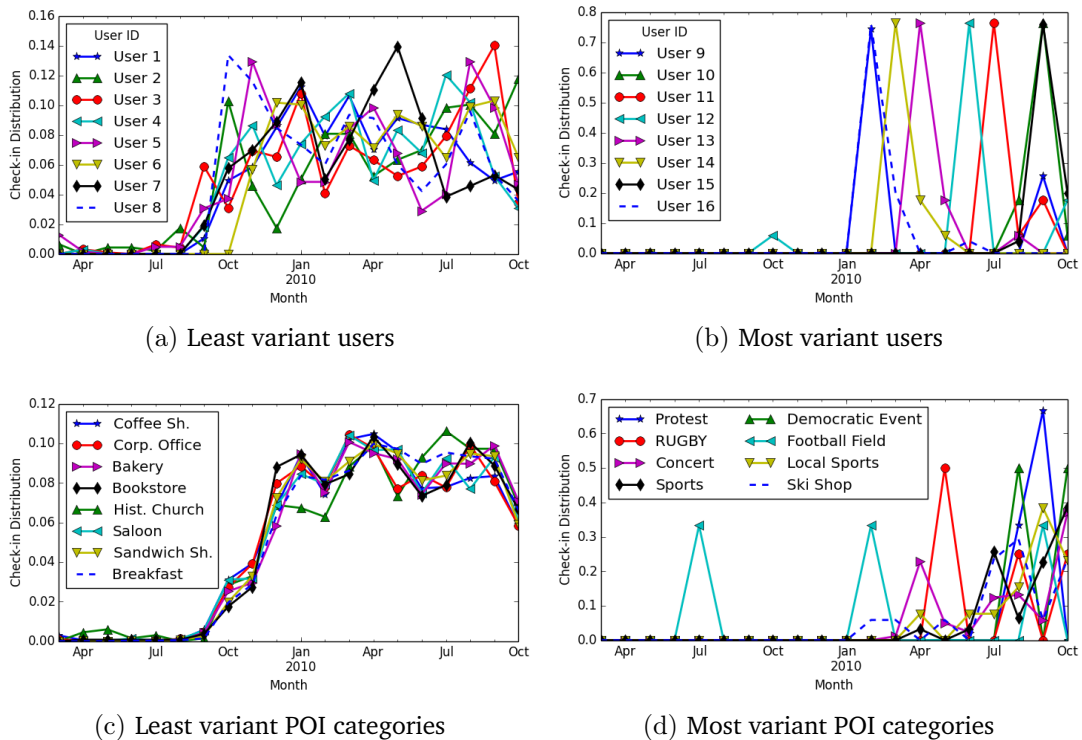 0.16
0.14
0.12
0.10
0.08
0.06
0.04
0.02
0.00
Check-in Distribution
User ID
User 1
User 2
User 3
User 4
User 5
User 6
User 7
User 8
Apr Jul Oct Jan Apr Jul Oct
2010
Month
(a) Least variant users
0.8
0.7
0.6
0.5
0.4
0.3
0.2
0.1
0.0
Check-in Distribution
User ID
User 9
User 10
User 11
User 12
User 13
User 14
User 15
User 16
Apr Jul Oct Jan Apr Jul Oct
2010
Month
(b) Most variant users
0.12
0.10
0.08
0.06
0.04
0.02
0.00
Check-in Distribution
Coffee Sh.
Corp. Office
Bakery
Bookstore
Hist. Church
Saloon
Sandwich Sh.
Breakfast
Apr Jul Oct Jan Apr Jul Oct
2010
Month
(c) Least variant POI categories
0.7
0.6
0.5
0.4
0.3
0.2
0.1
0.0
Check-in Distribution
Protest
RUGBY
Concert
Sports
Democratic Event
Football Field
Local Sports
Ski Shop
Apr Jul Oct Jan Apr Jul Oct
2010
Month
(d) Most variant POI categories